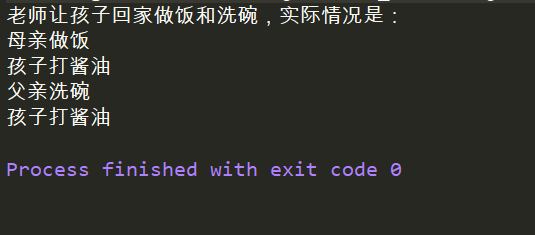 老师让孩子回家做饭和洗碗，实际情况是：
母亲做饭
孩子打酱油
父亲洗碗
孩子打酱油
Process finished with exit code 0